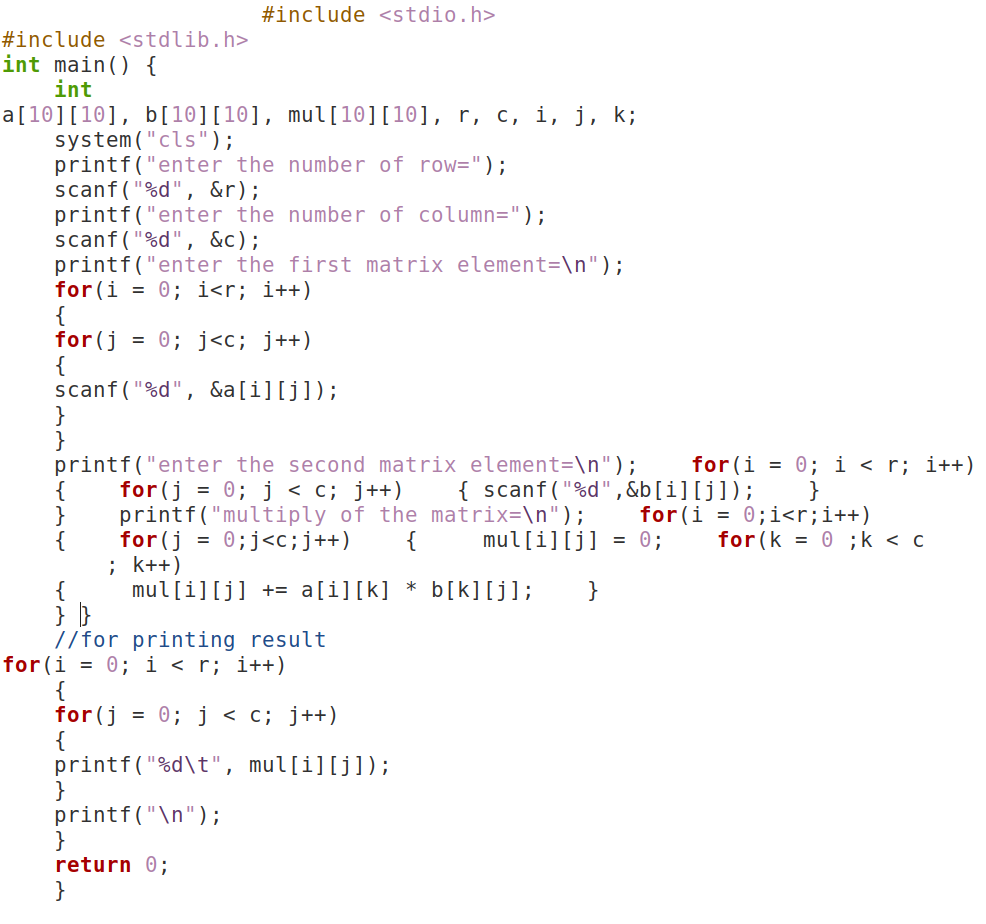 #include <stdio.h>
#include <stdlib.h>
int main() {
    int
a[10][10], b[10][10], mul[10][10], r, c, i, j, k;
    system("cls");
    printf("enter the number of row=");
    scanf("%d", &r);
    printf("enter the number of column=");
    scanf("%d", &c);
    printf("enter the first matrix element=\n");
    for(i = 0; i<r; i++)
    {
    for(j = 0; j<c; j++)
    {
    scanf("%d", &a[i][j]);
    }
    }
    printf("enter the second matrix element=\n");    for(i = 0; i < r; i++)
    {    for(j = 0; j < c; j++)    { scanf("%d",&b[i][j]);    }
    }    printf("multiply of the matrix=\n");    for(i = 0;i<r;i++)
    {    for(j = 0;j<c;j++)    {     mul[i][j] = 0;    for(k = 0 ;k < c
        ; k++)
    {     mul[i][j] += a[i][k] * b[k][j];    }
    } }
    //for printing result
for(i = 0; i < r; i++)
    {
    for(j = 0; j < c; j++)
    {
    printf("%d\t", mul[i][j]);
    }
    printf("\n");
    }
    return 0;
    }